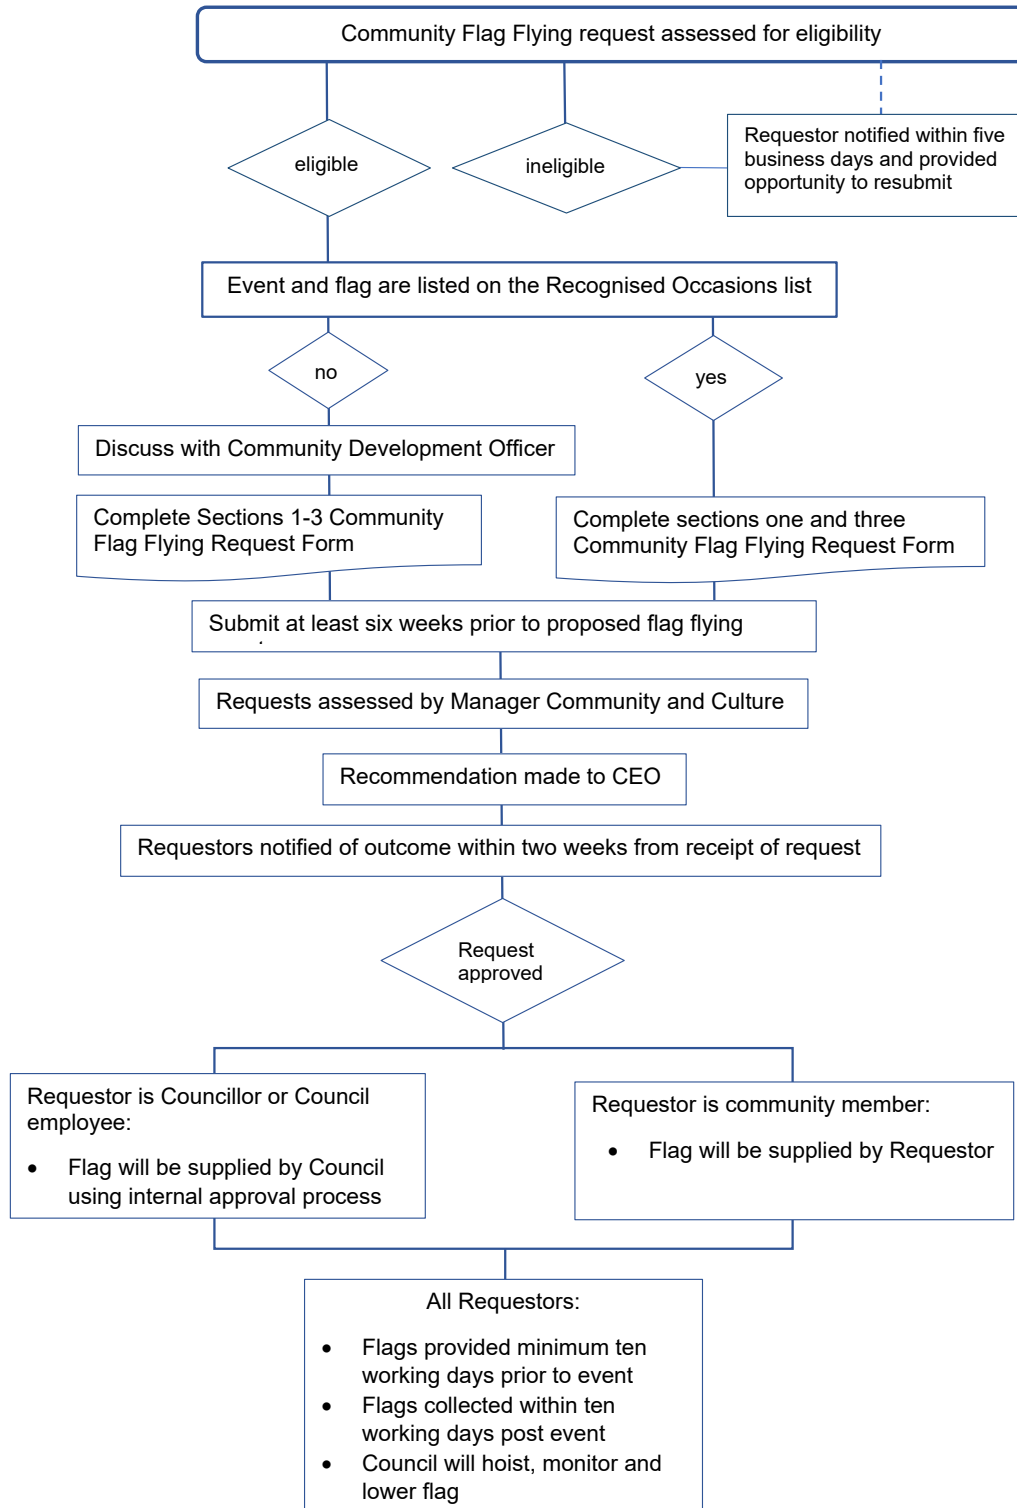 Community Flag Flying request assessed for eligibility
eligible
ineligible
Requestor notified within five
business days and provided
opportunity to resubmit
Event and flag are listed on the Recognised Occasions list
no
yes
Discuss with Community Development Officer
Complete Sections 1-3 Community
Flag Flying Request Form
Complete sections one and three
Community Flag Flying Request Form
Submit at least six weeks prior to proposed flag flying
Requests assessed by Manager Community and Culture
Recommendation made to CEO
Requestors notified of outcome within two weeks from receipt of request
Request
approved
Requestor is Councillor or Council
employee:
• Flag will be supplied by Council
using internal approval process
Requestor is community member:
• Flag will be supplied by Requestor
All Requestors:
• Flags provided minimum ten
working days prior to event
• Flags collected within ten
working days post event
• Council will hoist, monitor and
lower flag